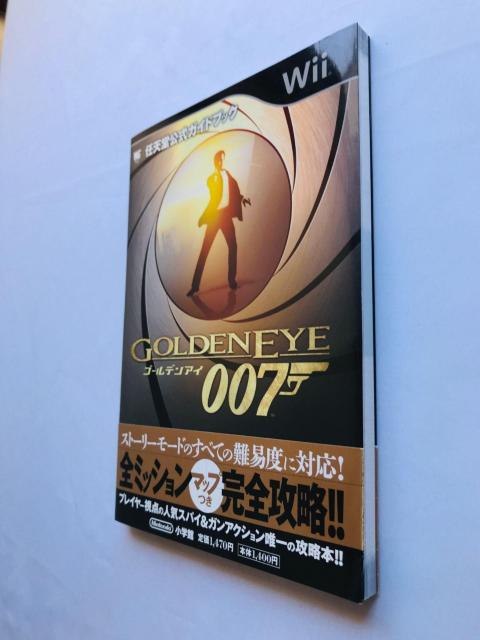 Wii
任天堂公式ガイドブック
GOLDENEYE
ゴールデンアイ
007
ストーリーモードのすべての難易度に対応!
全ミッションマップつき完全攻略!!
プレイヤー視点の人気スパイ&ガンアクション唯一の攻略本!!
Nintendo 小学館 定価1,470円 本体1,400円